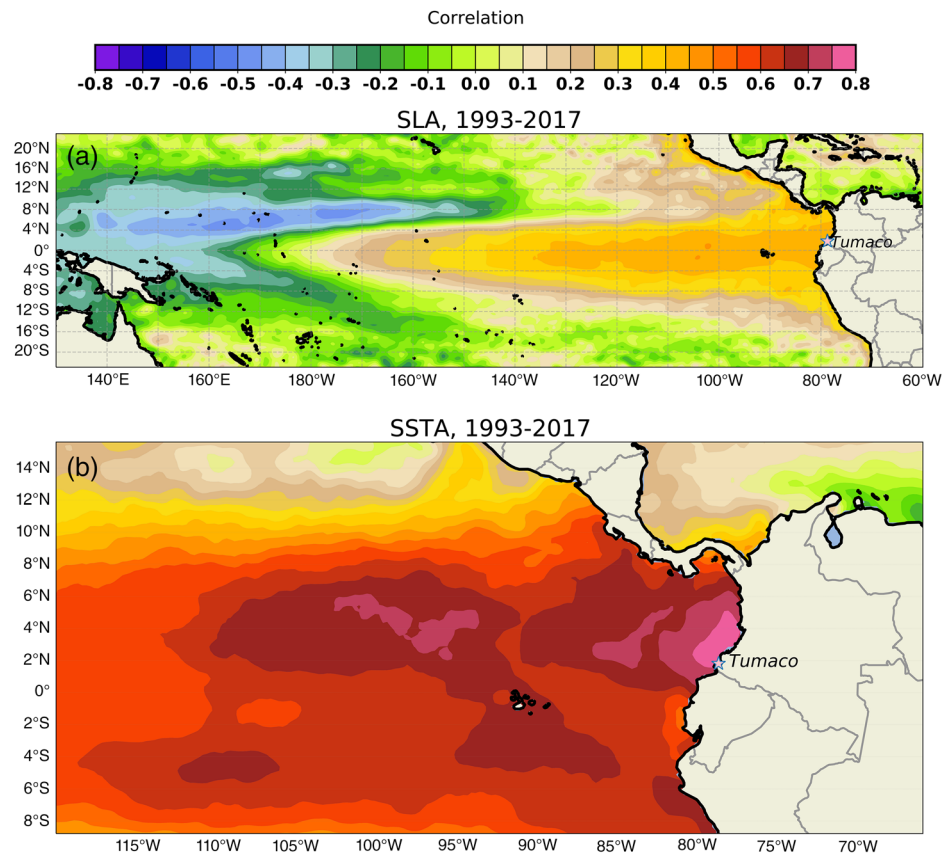 Correlation
-0.8 -0.7 -0.6 -0.5 -0.4 -0.3 -0.2 -0.1 0.0 0.1 0.2 0.3 0.4 0.5 0.6 0.7 0.8
SLA, 1993-2017
(a)
20°N
16°N
12°N
8°N
4°N
0°
4°S
8°S
12°S
16°S
20°S
Tumaco
140°E 160°E 180°W 160°W 140°W 120°W 100°W 80°W 60°W
SSTA, 1993-2017
(b)
14°N
12°N
10°N
8°N
6°N
4°N
2°N
0°
2°S
4°S
6°S
8°S
Tumaco
115°W 110°W 105°W 100°W 95°W 90°W 85°W 80°W 75°W 70°W